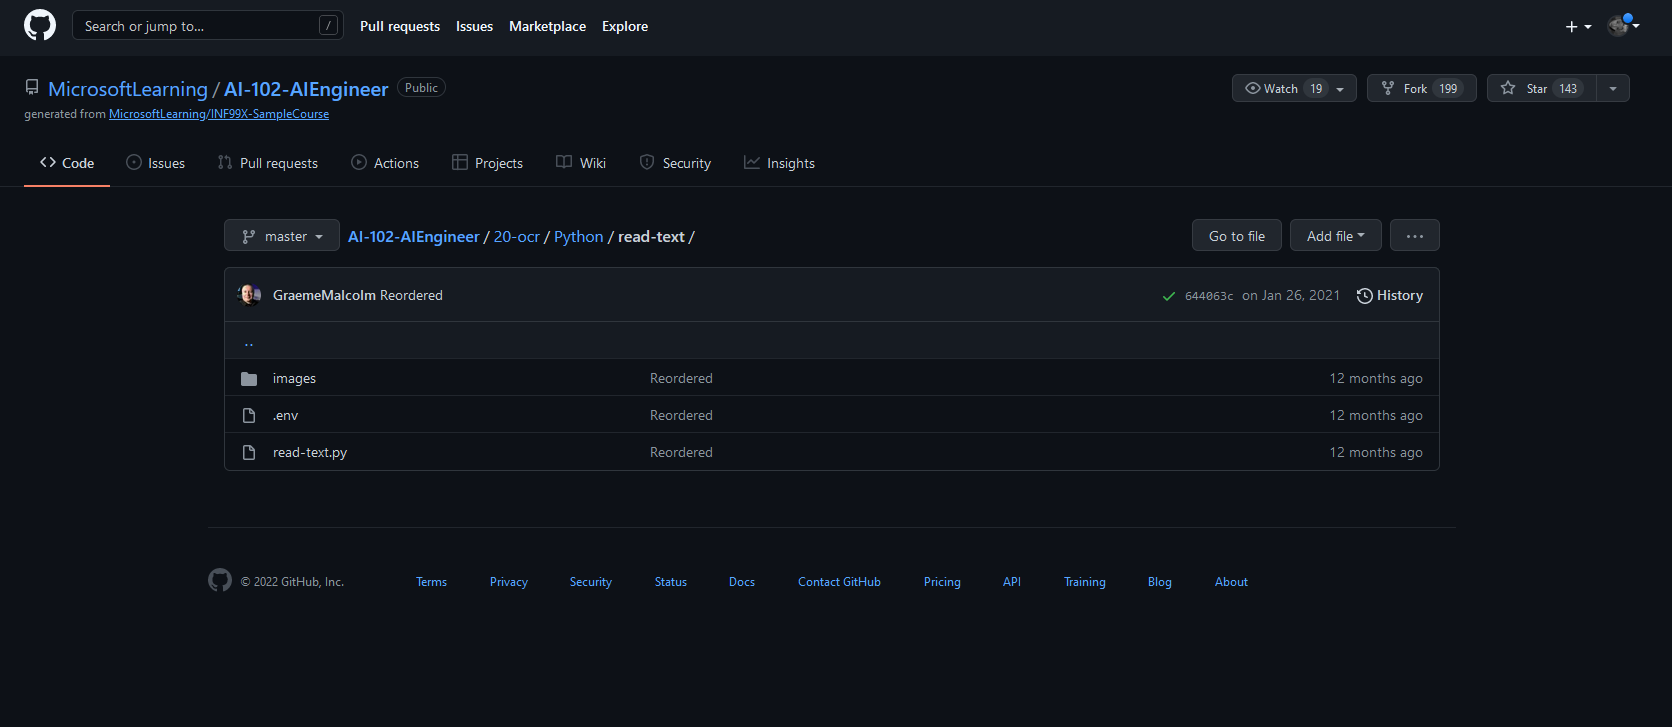 Search or jump to... / Pull requests Issues Marketplace Explore
MicrosoftLearning / AI-102-AIEngineer Public Watch 19 Fork 199 Star 143
generated from MicrosoftLearning/INF99X-SampleCourse
Code Issues Pull requests Actions Projects Wiki Security Insights
master AI-102-AIEngineer / 20-ocr / Python / read-text / Go to file Add file ...
GraemeMalcolm Reordered 644063c on Jan 26, 2021 History
..
images Reordered 12 months ago
.env Reordered 12 months ago
read-text.py Reordered 12 months ago
© 2022 GitHub, Inc. Terms Privacy Security Status Docs Contact GitHub Pricing API Training Blog About